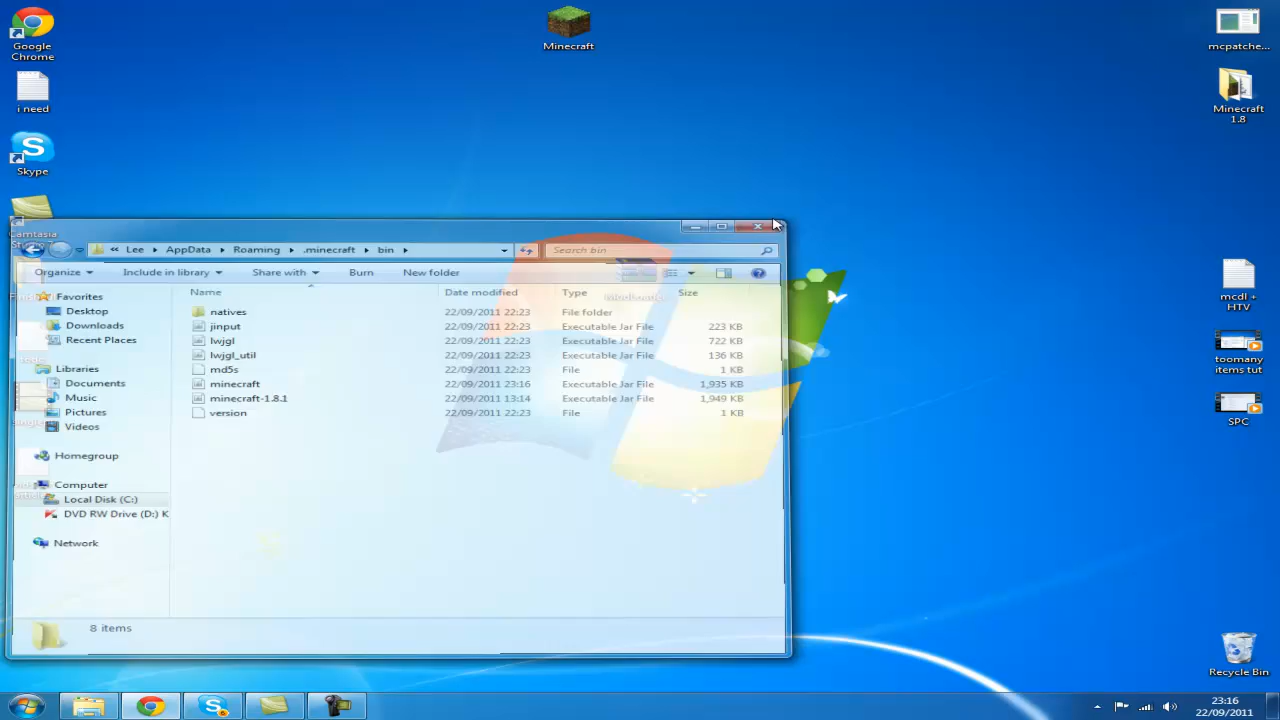 Google
Chrome
i need
Skype
Camtasia
Minecraft
mcpatche...
Minecraft
1.8
mcdl +
HTV
toomany
items tut
SPC
Recycle Bin
« Lee AppData Roaming .minecraft bin
Search bin
Organize Include in library Share with Burn New folder
Name Date modified Type Size
natives 22/09/2011 22:23 File folder
jinput 22/09/2011 22:23 Executable Jar File 223 KB
lwjgl 22/09/2011 22:23 Executable Jar File 722 KB
lwjgl_util 22/09/2011 22:23 Executable Jar File 136 KB
md5s 22/09/2011 22:23 File 1 KB
minecraft 22/09/2011 23:16 Executable Jar File 1,935 KB
minecraft-1.8.1 22/09/2011 13:14 Executable Jar File 1,949 KB
version 22/09/2011 22:23 File 1 KB
Favorites
Desktop
Downloads
Recent Places
Libraries
Documents
Music
Pictures
Videos
Homegroup
Computer
Local Disk (C:)
DVD RW Drive (D:) K
Network
8 items
23:16
22/09/2011